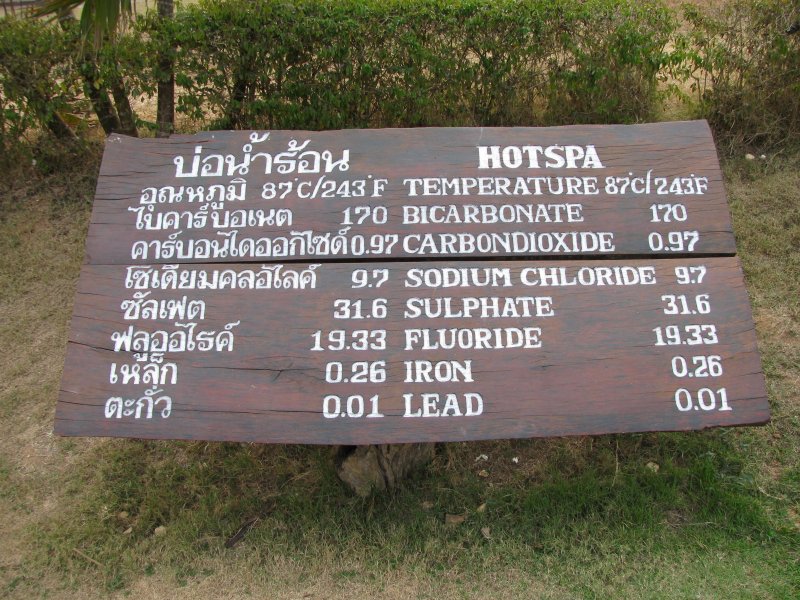 บ่อน้ำร้อน HOTSPA
อุณหภูมิ 87°C/243°F TEMPERATURE 87°C/243°F
ไบคาร์บอเนต 170 BICARBONATE 170
คาร์บอนไดออกไซด์ 0.97 CARBONDIOXIDE 0.97
โซเดียมคลอไลค์ 9.7 SODIUM CHLORIDE 9.7
ซัลเฟต 31.6 SULPHATE 31.6
ฟลูออไรค์ 19.33 FLUORIDE 19.33
เหล็ก 0.26 IRON 0.26
ตะกั่ว 0.01 LEAD 0.01